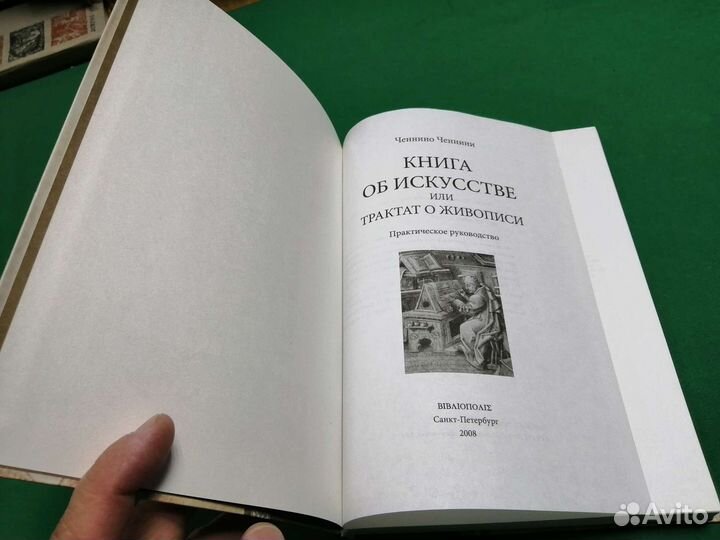 Ченнино Ченнини
КНИГА
ОБ ИСКУССТВЕ
ИЛИ
ТРАКТАТ О ЖИВОПИСИ
Практическое руководство
ΒΙΒΛΙΟΠΟΛΙΣ
Санкт-Петербург
2008
Avito